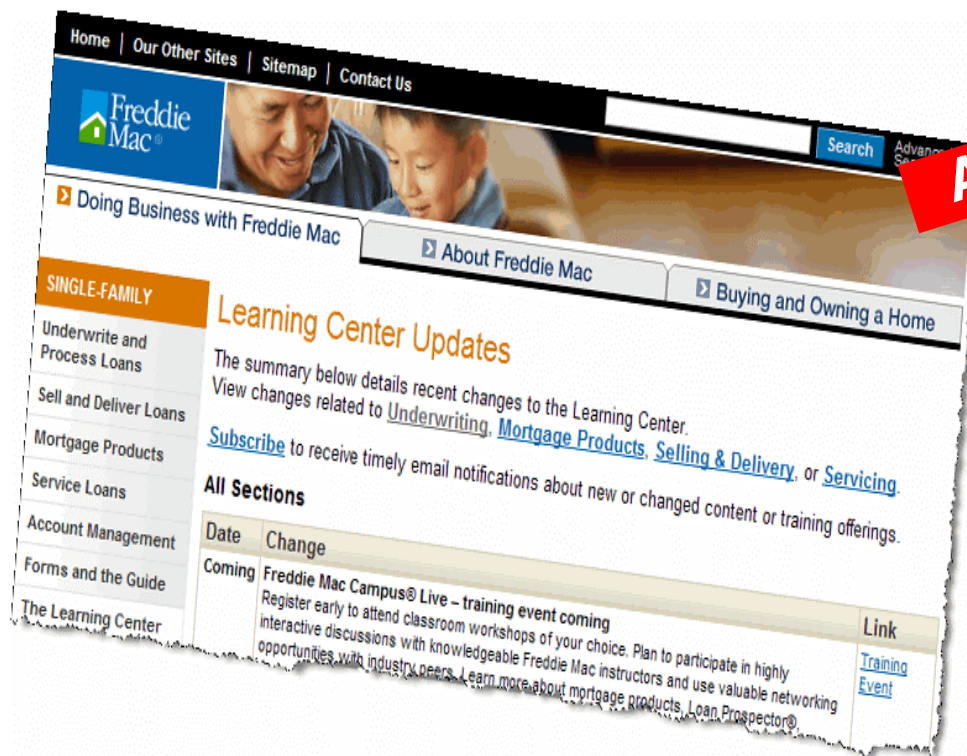 Home | Our Other Sites | Sitemap | Contact Us
Search
Freddie
Mac®
Doing Business with Freddie Mac
About Freddie Mac
Buying and Owning a Home
SINGLE-FAMILY
Underwrite and
Process Loans
Sell and Deliver Loans
Mortgage Products
Service Loans
Account Management
Forms and the Guide
The Learning Center
Learning Center Updates
The summary below details recent changes to the Learning Center.
View changes related to Underwriting, Mortgage Products, Selling & Delivery, or Servicing.
Subscribe to receive timely email notifications about new or changed content or training offerings.
All Sections
Date Change Link
Coming Freddie Mac Campus® Live – training event coming
Register early to attend classroom workshops of your choice. Plan to participate in highly
interactive discussions with knowledgeable Freddie Mac instructors and use valuable networking
opportunities with industry peers. Learn more about mortgage products, Loan Prospector®,
Training
Event